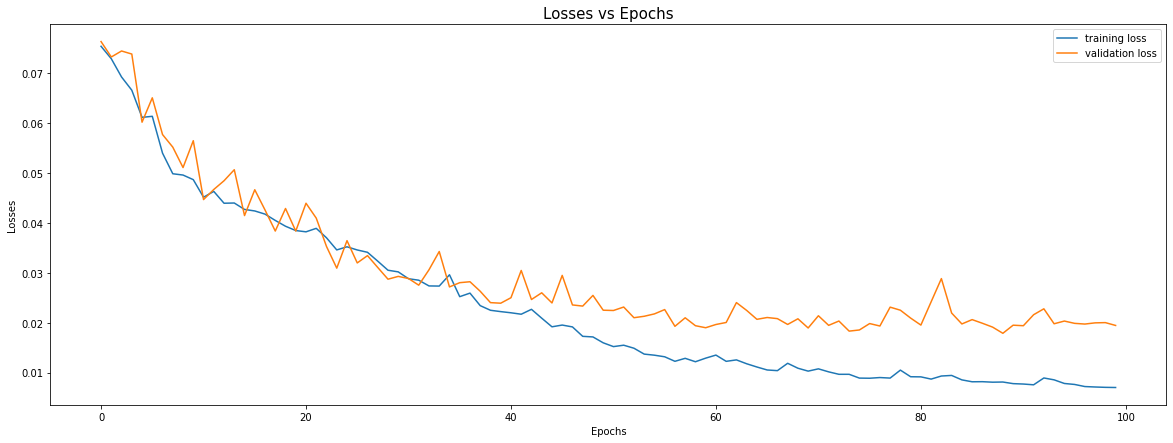 Losses vs Epochs
training loss
validation loss
Losses
0.07
0.06
0.05
0.04
0.03
0.02
0.01
0
20
40
60
80
100
Epochs